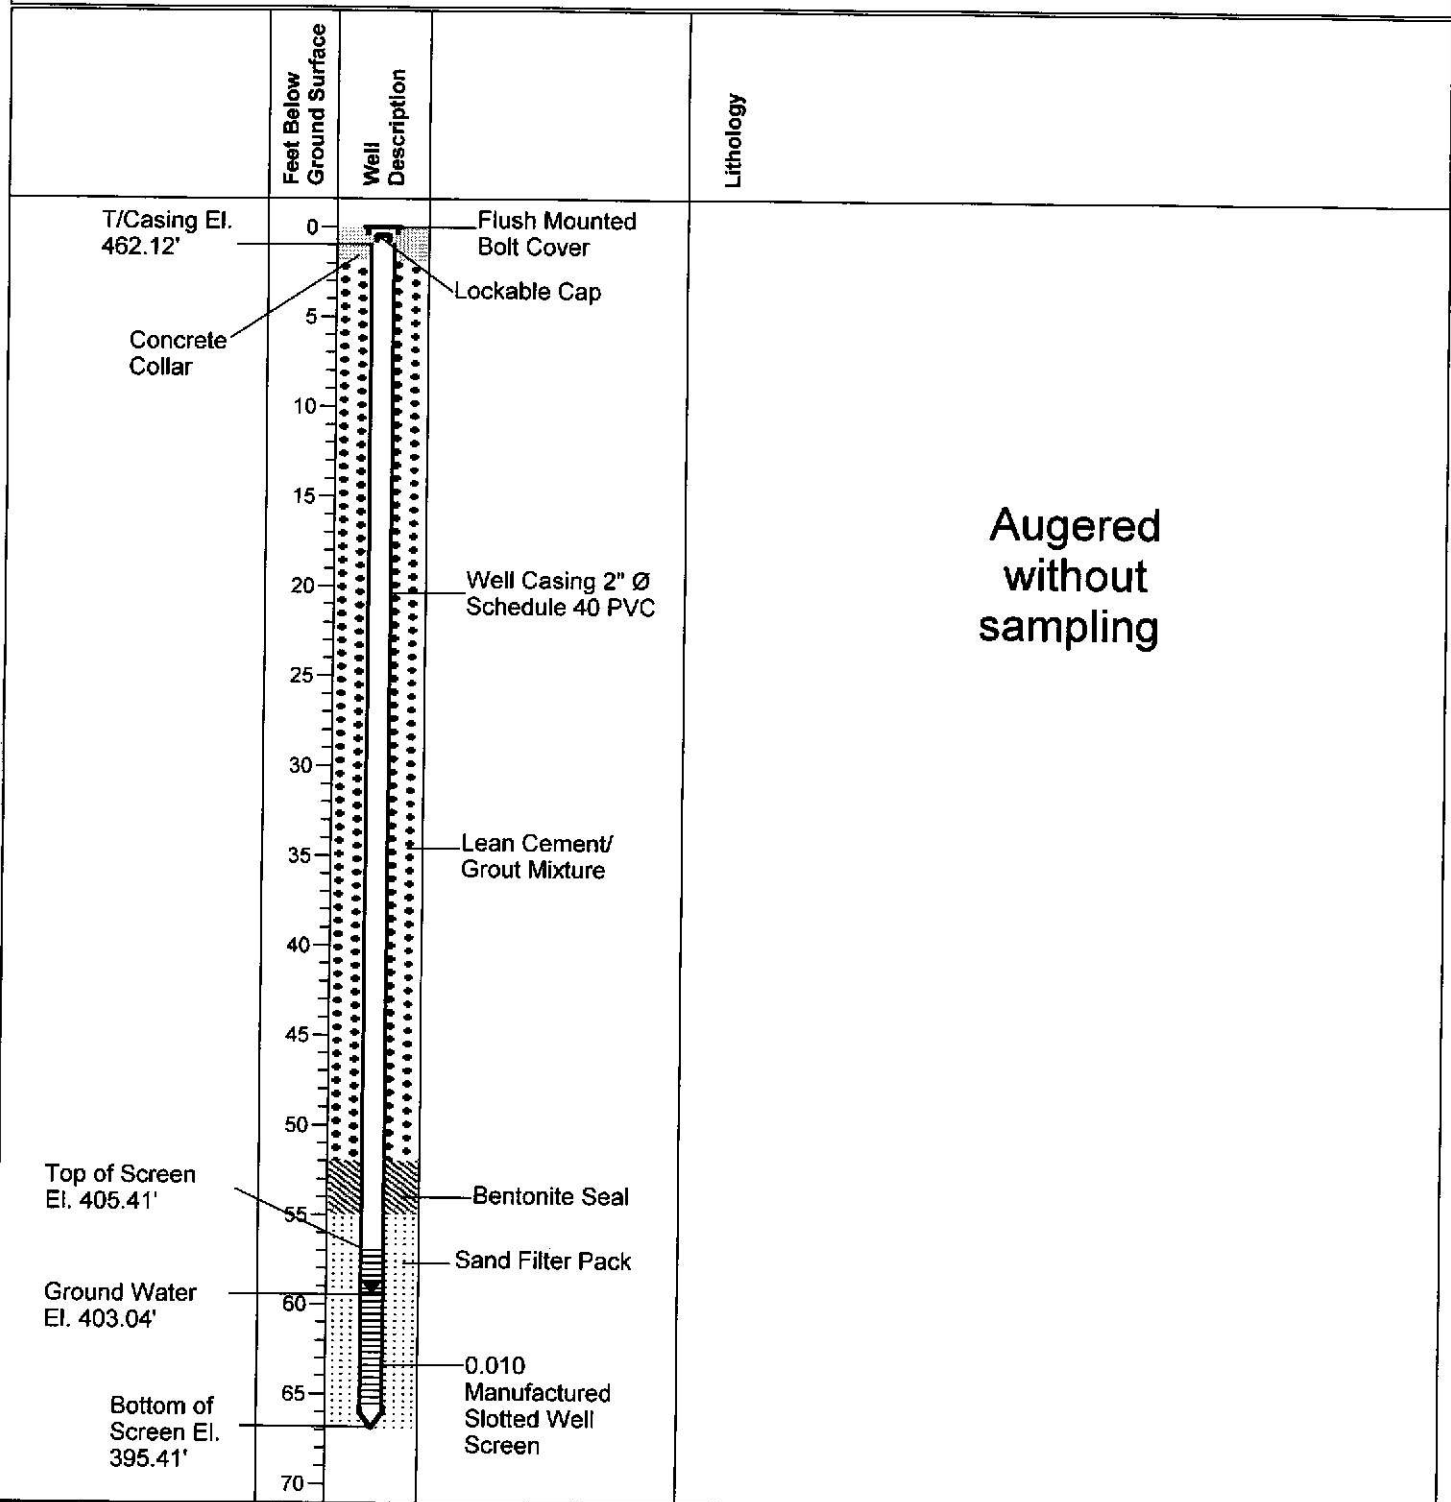 Feet Below
Ground Surface
Well
Description
Lithology
T/Casing El.
462.12'
0
Flush Mounted
Bolt Cover
Lockable Cap
5
Concrete
Collar
10
15
Augered
without
sampling
20
Well Casing 2" Ø
Schedule 40 PVC
25
30
35
Lean Cement/
Grout Mixture
40
45
50
Top of Screen
El. 405.41'
Bentonite Seal
55
Sand Filter Pack
Ground Water
El. 403.04'
60
0.010
Manufactured
Slotted Well
Screen
65
Bottom of
Screen El.
395.41'
70